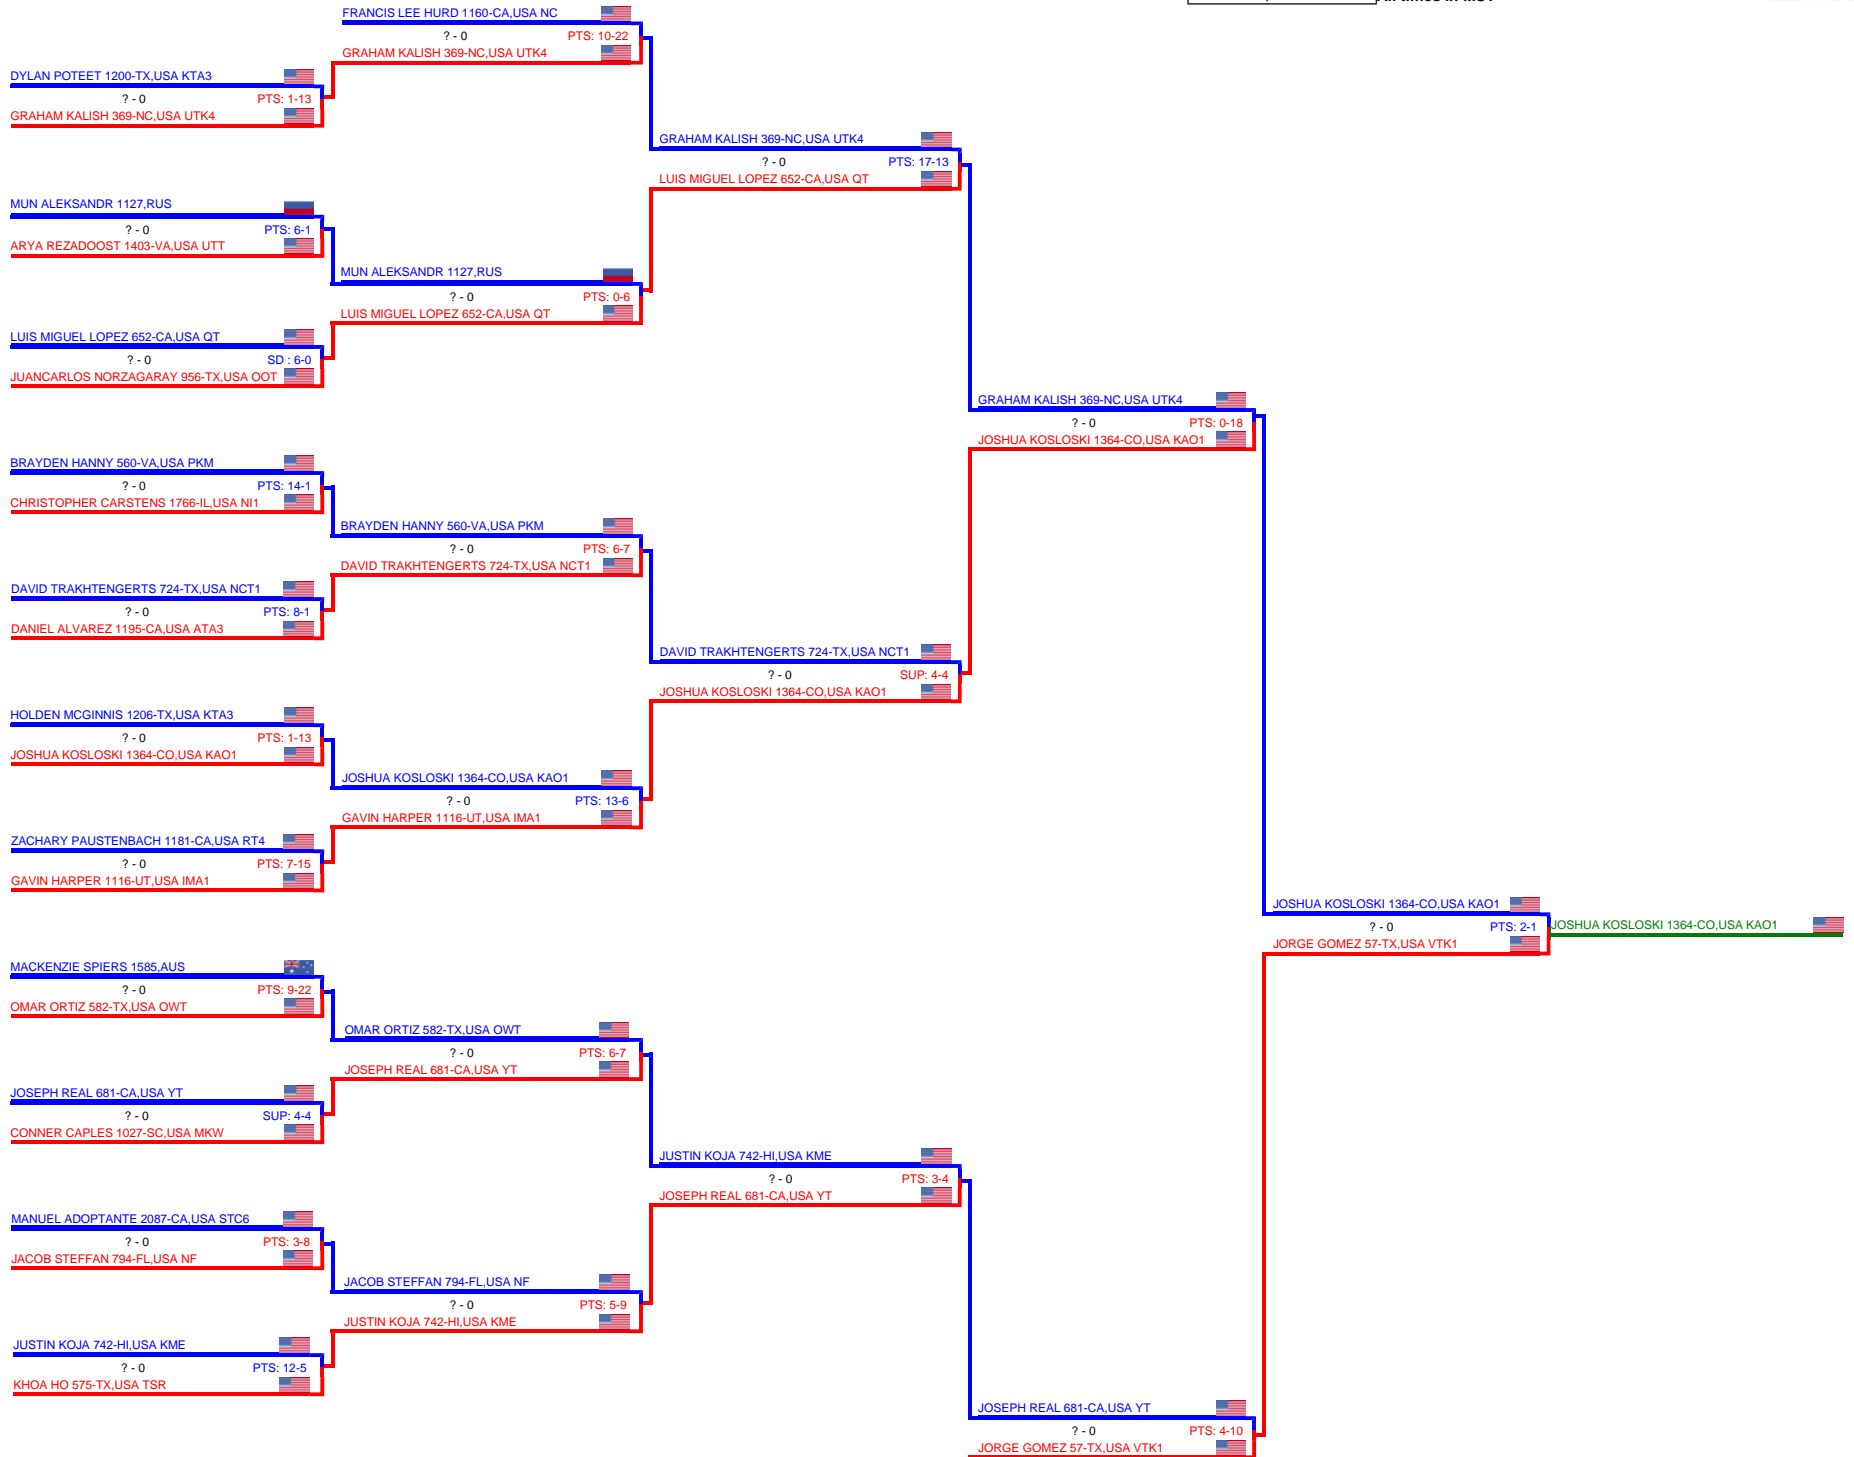 FRANCIS LEE HURD 1160-CA,USA NC
? - 0 PTS: 10-22
GRAHAM KALISH 369-NC,USA UTK4
DYLAN POTEET 1200-TX,USA KTA3
? - 0 PTS: 1-13
GRAHAM KALISH 369-NC,USA UTK4
GRAHAM KALISH 369-NC,USA UTK4
? - 0 PTS: 17-13
LUIS MIGUEL LOPEZ 652-CA,USA QT
MUN ALEKSANDR 1127,RUS
? - 0 PTS: 6-1
ARYA REZADOOST 1403-VA,USA UTT
MUN ALEKSANDR 1127,RUS
? - 0 PTS: 0-6
LUIS MIGUEL LOPEZ 652-CA,USA QT
LUIS MIGUEL LOPEZ 652-CA,USA QT
? - 0 SD : 6-0
JUANCARLOS NORZAGARAY 956-TX,USA OOT
GRAHAM KALISH 369-NC,USA UTK4
? - 0 PTS: 0-18
JOSHUA KOSLOSKI 1364-CO,USA KAO1
BRAYDEN HANNY 560-VA,USA PKM
? - 0 PTS: 14-1
CHRISTOPHER CARSTENS 1766-IL,USA NI1
BRAYDEN HANNY 560-VA,USA PKM
? - 0 PTS: 6-7
DAVID TRAKHTENGERTS 724-TX,USA NCT1
DAVID TRAKHTENGERTS 724-TX,USA NCT1
? - 0 PTS: 8-1
DANIEL ALVAREZ 1195-CA,USA ATA3
DAVID TRAKHTENGERTS 724-TX,USA NCT1
? - 0 SUP: 4-4
JOSHUA KOSLOSKI 1364-CO,USA KAO1
HOLDEN MCGINNIS 1206-TX,USA KTA3
? - 0 PTS: 1-13
JOSHUA KOSLOSKI 1364-CO,USA KAO1
JOSHUA KOSLOSKI 1364-CO,USA KAO1
? - 0 PTS: 13-6
GAVIN HARPER 1116-UT,USA IMA1
ZACHARY PAUSTENBACH 1181-CA,USA RT4
? - 0 PTS: 7-15
GAVIN HARPER 1116-UT,USA IMA1
JOSHUA KOSLOSKI 1364-CO,USA KAO1
? - 0 PTS: 2-1
JORGE GOMEZ 57-TX,USA VTK1
JOSHUA KOSLOSKI 1364-CO,USA KAO1
MACKENZIE SPIERS 1585,AUS
? - 0 PTS: 9-22
OMAR ORTIZ 582-TX,USA OWT
OMAR ORTIZ 582-TX,USA OWT
? - 0 PTS: 6-7
JOSEPH REAL 681-CA,USA YT
JOSEPH REAL 681-CA,USA YT
? - 0 SUP: 4-4
CONNER CAPLES 1027-SC,USA MKW
JUSTIN KOJA 742-HI,USA KME
? - 0 PTS: 3-4
JOSEPH REAL 681-CA,USA YT
MANUEL ADOPTANTE 2087-CA,USA STC6
? - 0 PTS: 3-8
JACOB STEFFAN 794-FL,USA NF
JACOB STEFFAN 794-FL,USA NF
? - 0 PTS: 5-9
JUSTIN KOJA 742-HI,USA KME
JUSTIN KOJA 742-HI,USA KME
? - 0 PTS: 12-5
KHOA HO 575-TX,USA TSR
JOSEPH REAL 681-CA,USA YT
? - 0 PTS: 4-10
JORGE GOMEZ 57-TX,USA VTK1